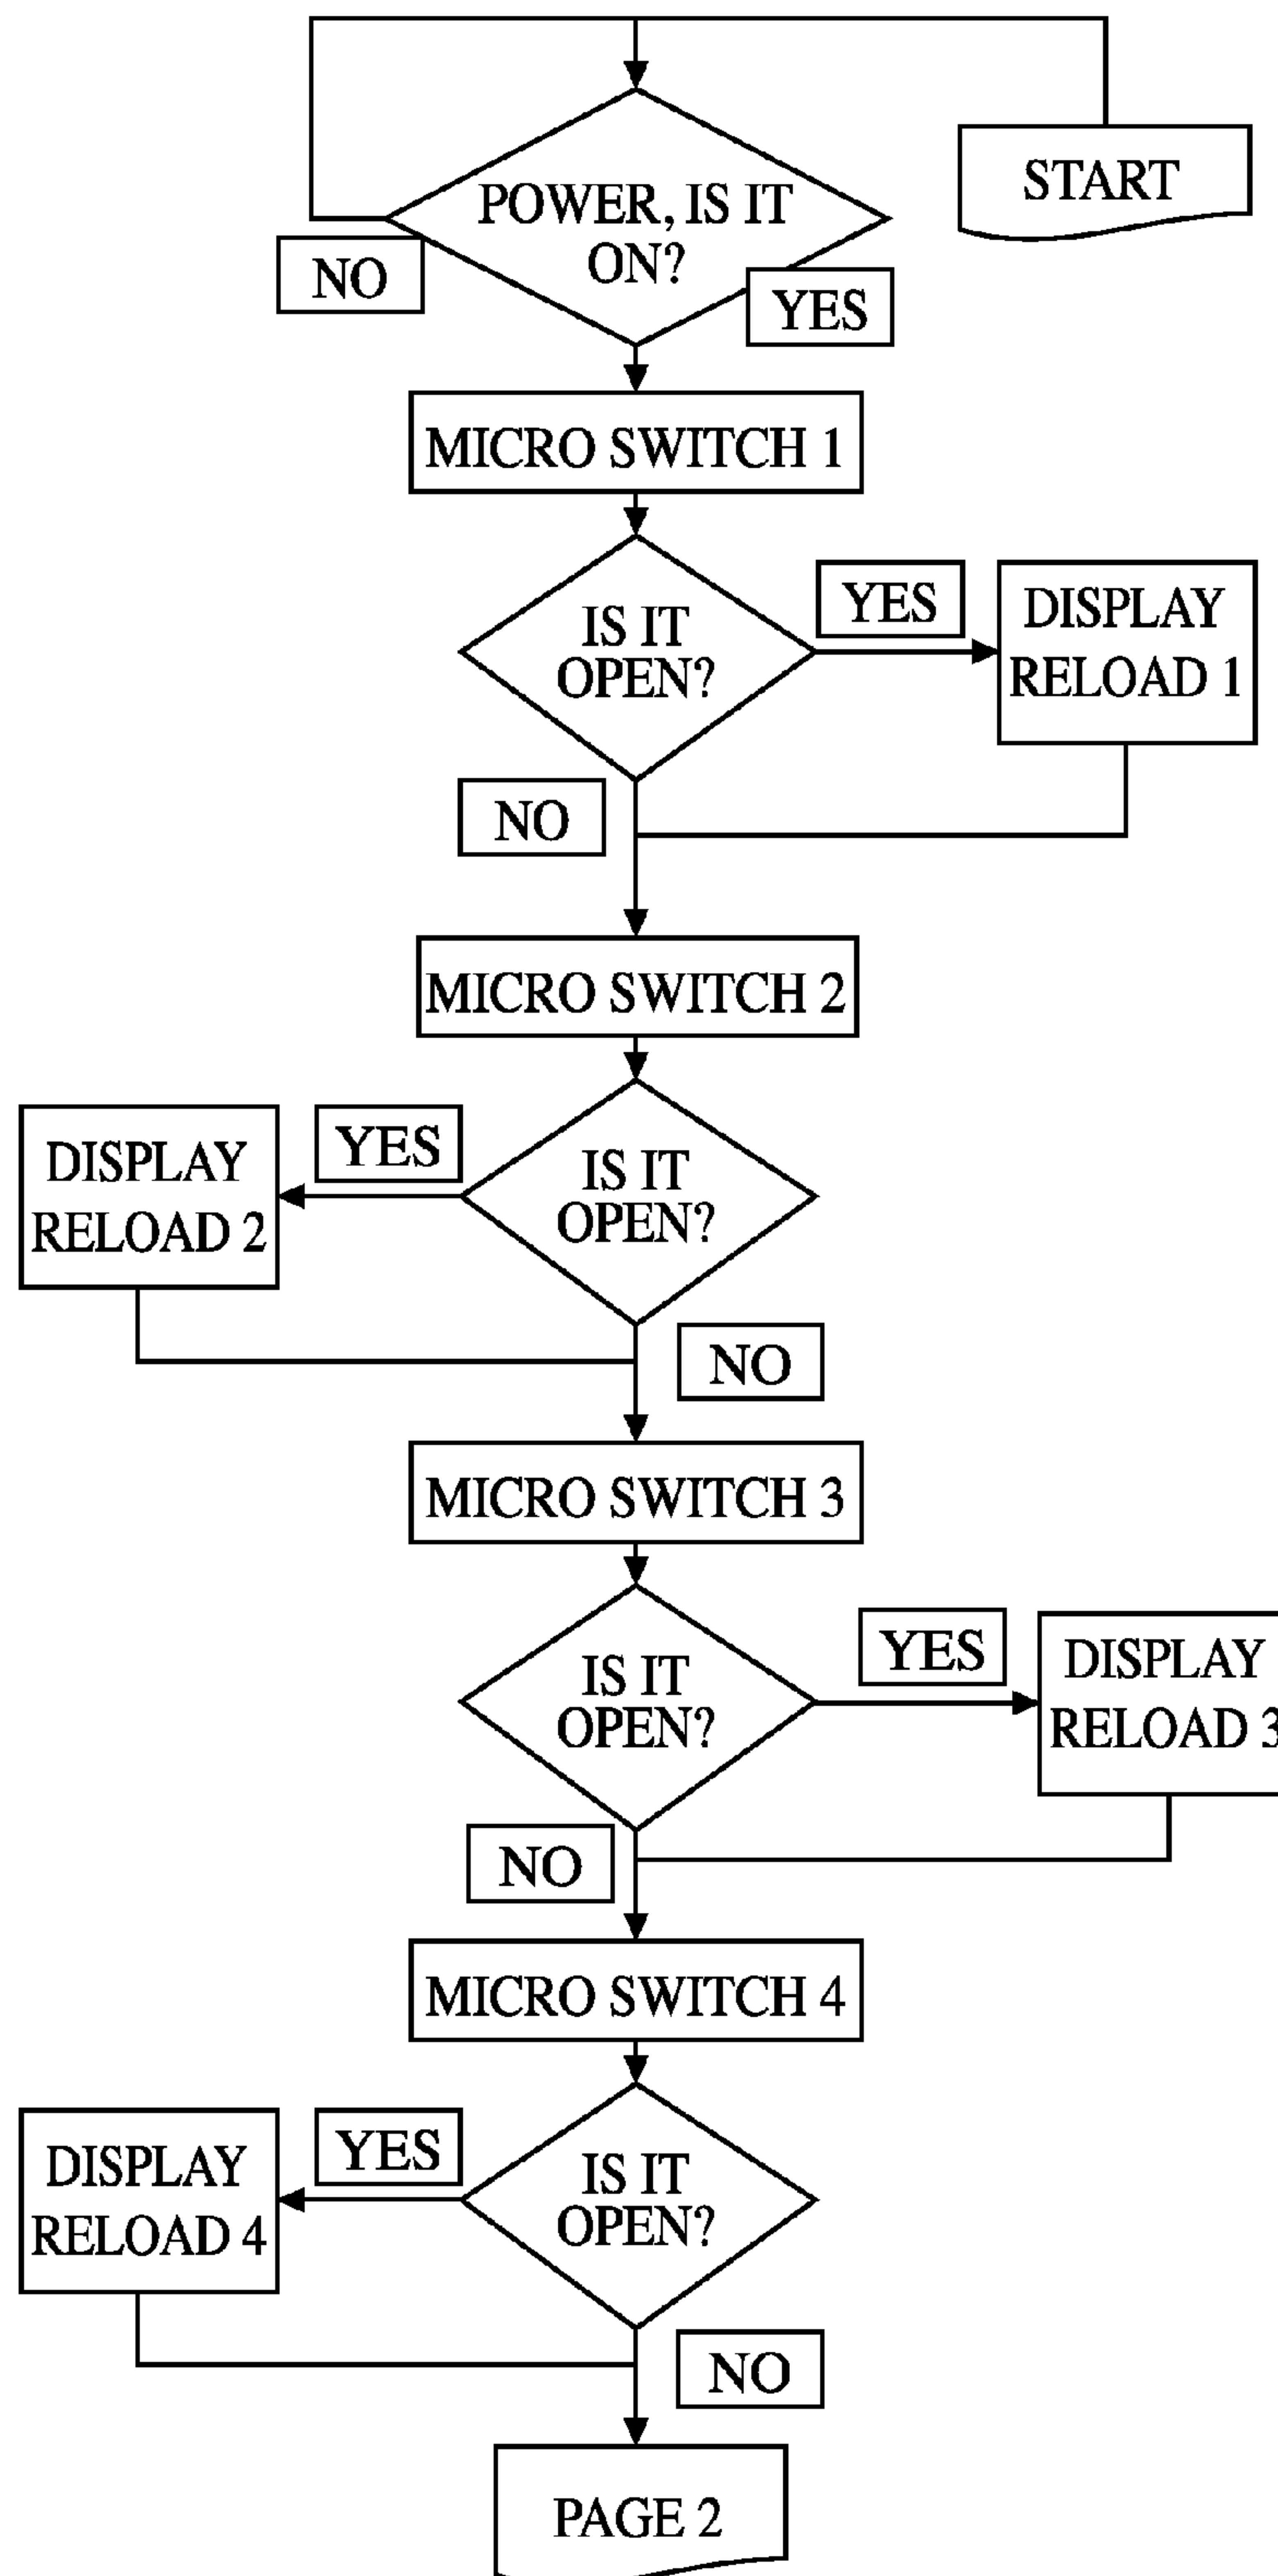 START
POWER, IS IT
ON?
NO
YES
MICRO SWITCH 1
IS IT
OPEN?
YES
DISPLAY
RELOAD 1
NO
MICRO SWITCH 2
IS IT
OPEN?
YES
DISPLAY
RELOAD 2
NO
MICRO SWITCH 3
IS IT
OPEN?
YES
DISPLAY
RELOAD 3
NO
MICRO SWITCH 4
IS IT
OPEN?
YES
DISPLAY
RELOAD 4
NO
PAGE 2